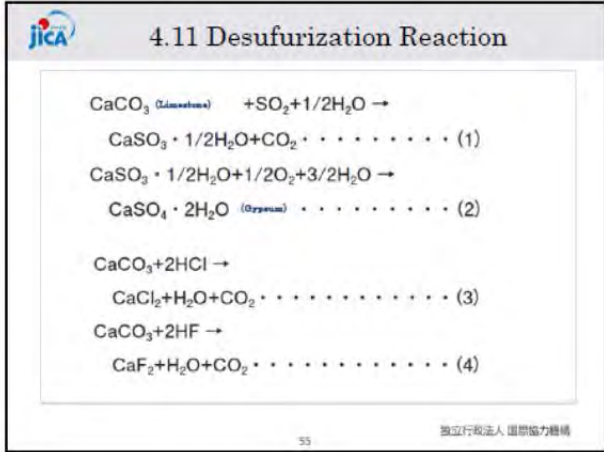 jICA
4.11 Desufurization Reaction
CaCO₃ (Limestone) +SO₂+1/2H₂O →
CaSO₃・1/2H₂O+CO₂・・・・・・・・・(1)
CaSO₃・1/2H₂O+1/2O₂+3/2H₂O →
CaSO₄・2H₂O (Gypsum) ・・・・・・・・・(2)
CaCO₃+2HCl →
CaCl₂+H₂O+CO₂・・・・・・・・・・・・(3)
CaCO₃+2HF →
CaF₂+H₂O+CO₂・・・・・・・・・・・・(4)
55
独立行政法人 国際協力機構